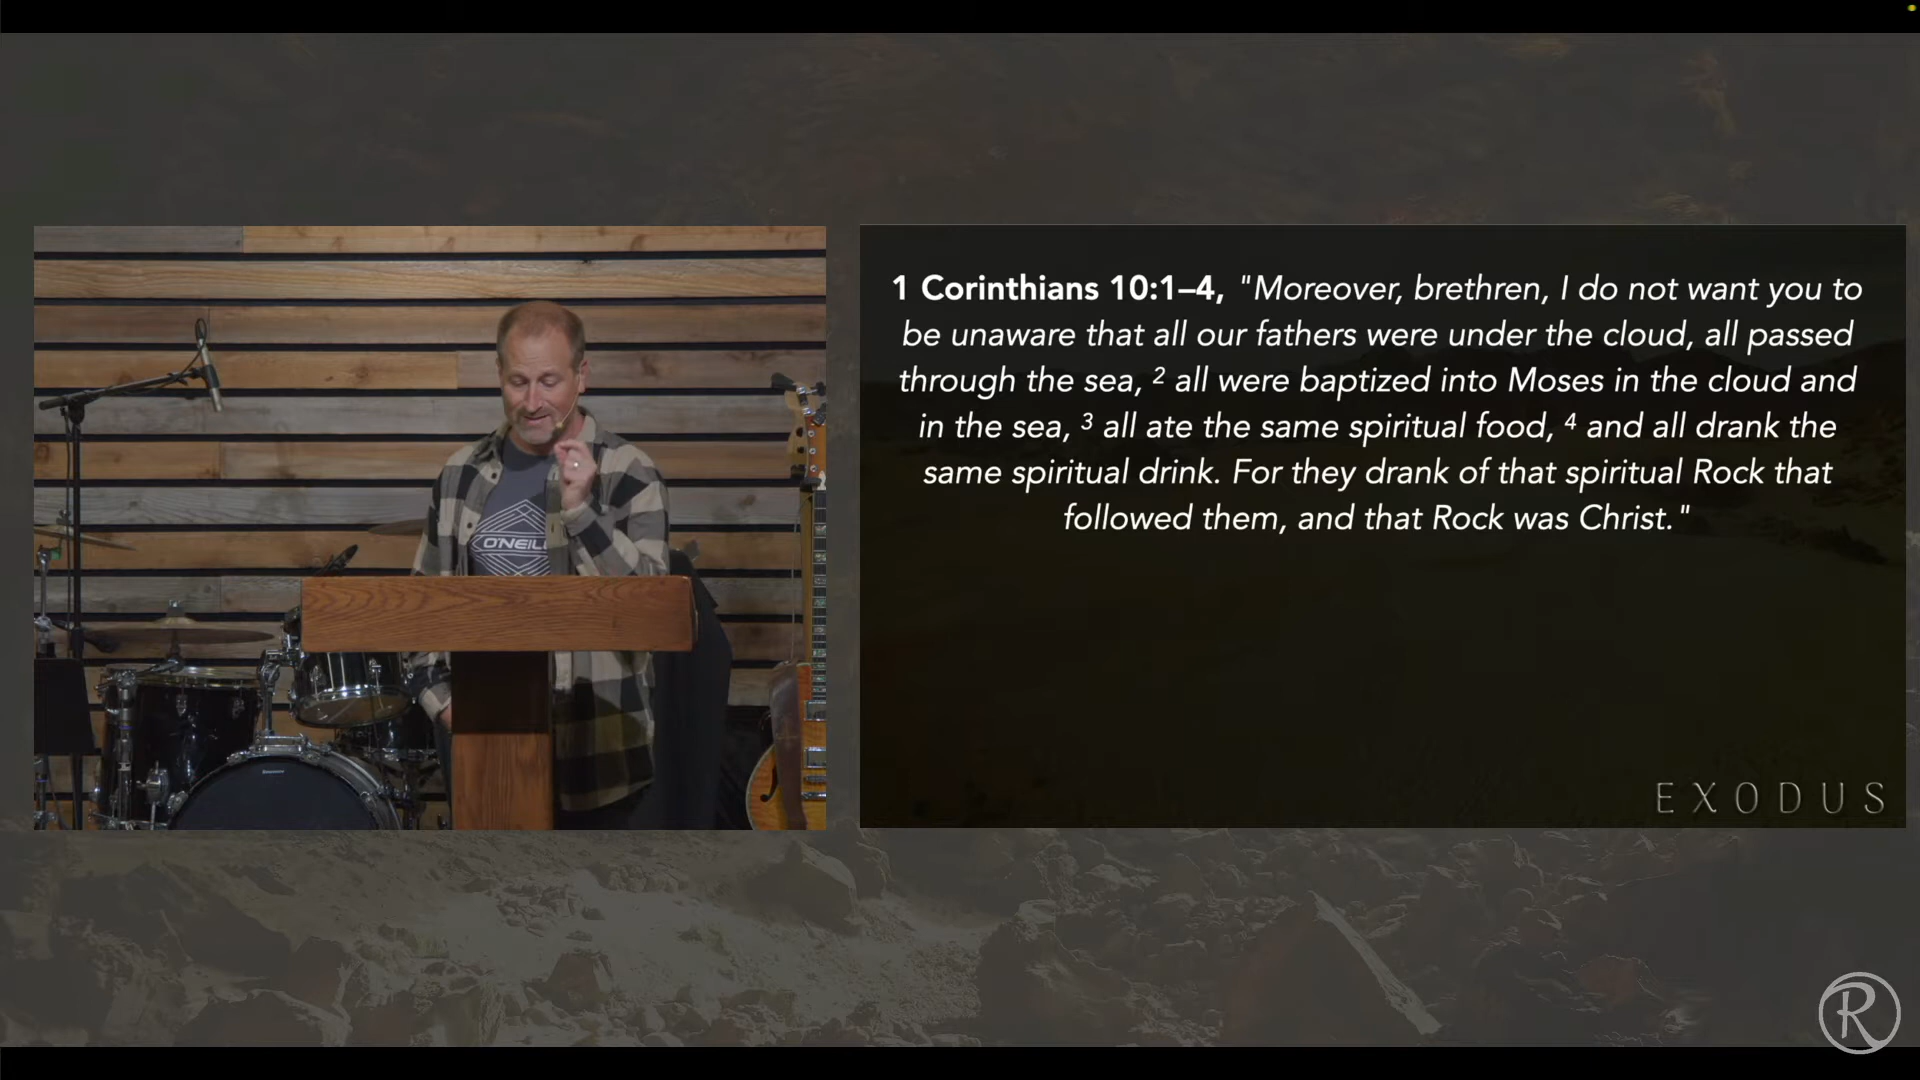 1 Corinthians 10:1–4, "Moreover, brethren, I do not want you to
be unaware that all our fathers were under the cloud, all passed
through the sea, ² all were baptized into Moses in the cloud and
in the sea, ³ all ate the same spiritual food, ⁴ and all drank the
same spiritual drink. For they drank of that spiritual Rock that
followed them, and that Rock was Christ."
O'NEILL
EXODUS
R